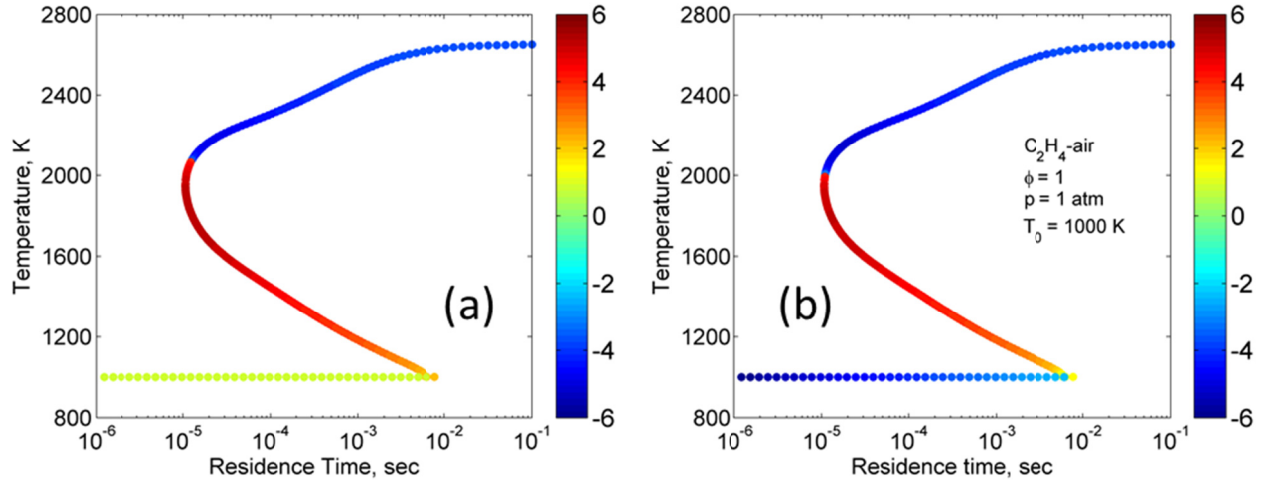 2800
2400
2000
1600
1200
800
Temperature, K
10⁻⁶ 10⁻⁵ 10⁻⁴ 10⁻³ 10⁻² 10⁻¹
Residence Time, sec
(a)
6
4
2
0
-2
-4
-6
2800
2400
2000
1600
1200
800
Temperature, K
10⁻⁶ 10⁻⁵ 10⁻⁴ 10⁻³ 10⁻² 10⁻¹
Residence time, sec
(b)
C₂H₄-air
ϕ = 1
p = 1 atm
T₀ = 1000 K
6
4
2
0
-2
-4
-6